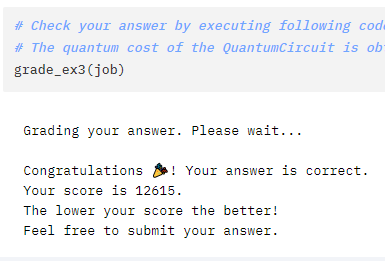 # Check your answer by executing following code
# The quantum cost of the QuantumCircuit is
grade_ex3(job)
Grading your answer. Please wait...
Congratulations 🎉! Your answer is correct.
Your score is 12615.
The lower your score the better!
Feel free to submit your answer.